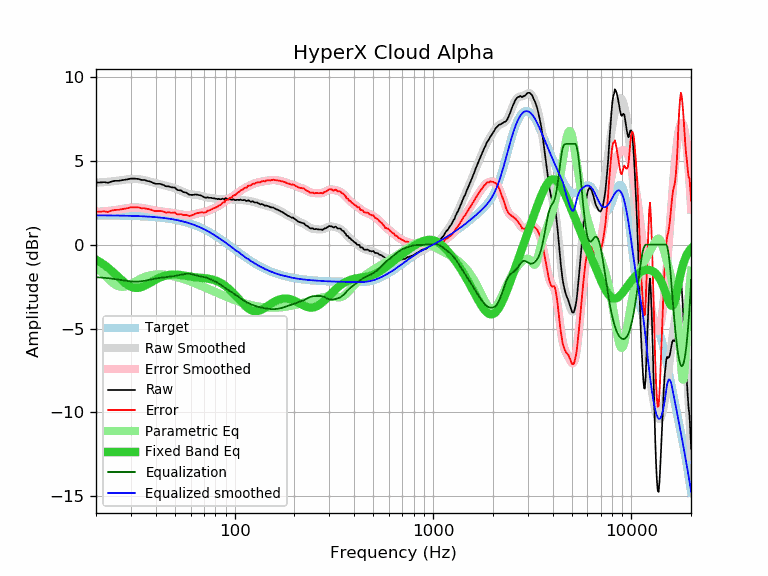 HyperX Cloud Alpha
Amplitude (dBr)
10
5
0
−5
−10
−15
Target
Raw Smoothed
Error Smoothed
Raw
Error
Parametric Eq
Fixed Band Eq
Equalization
Equalized smoothed
100 1000 10000
Frequency (Hz)